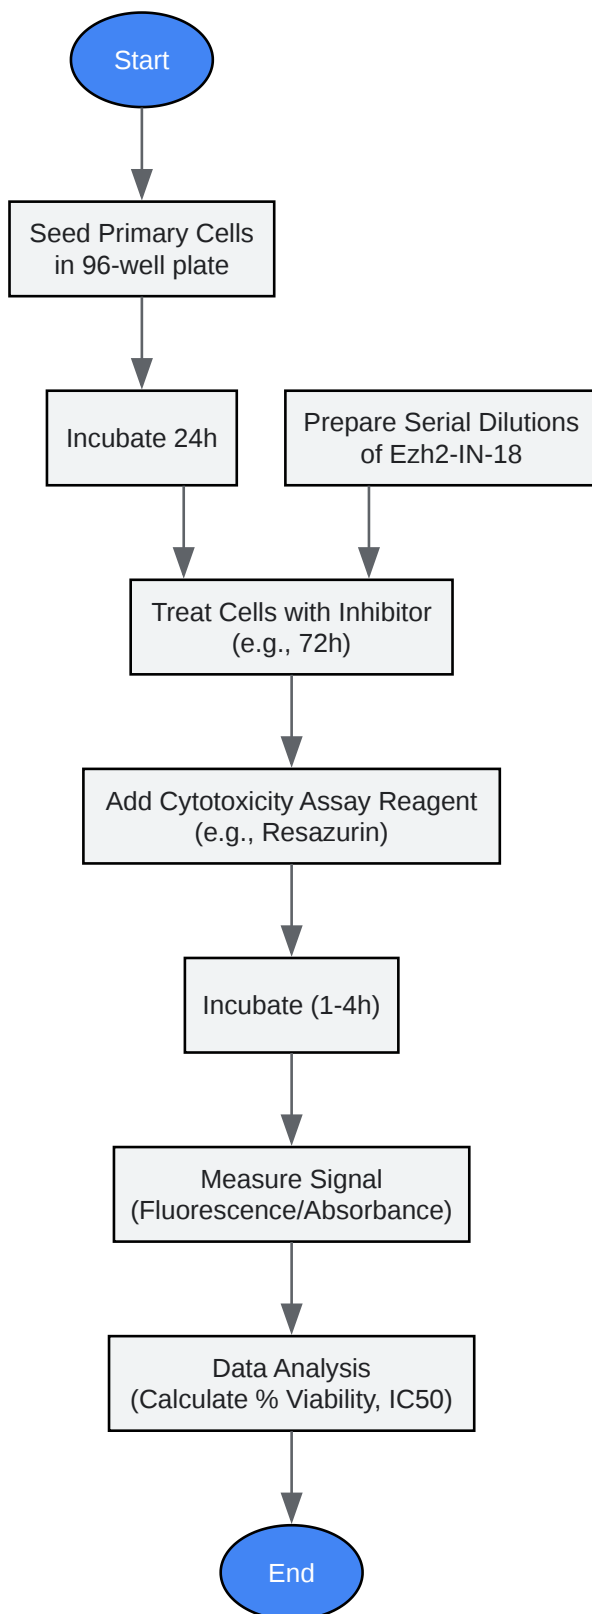 Start
Seed Primary Cells
in 96-well plate
Incubate 24h
Prepare Serial Dilutions
of Ezh2-IN-18
Treat Cells with Inhibitor
(e.g., 72h)
Add Cytotoxicity Assay Reagent
(e.g., Resazurin)
Incubate (1-4h)
Measure Signal
(Fluorescence/Absorbance)
Data Analysis
(Calculate % Viability, IC50)
End